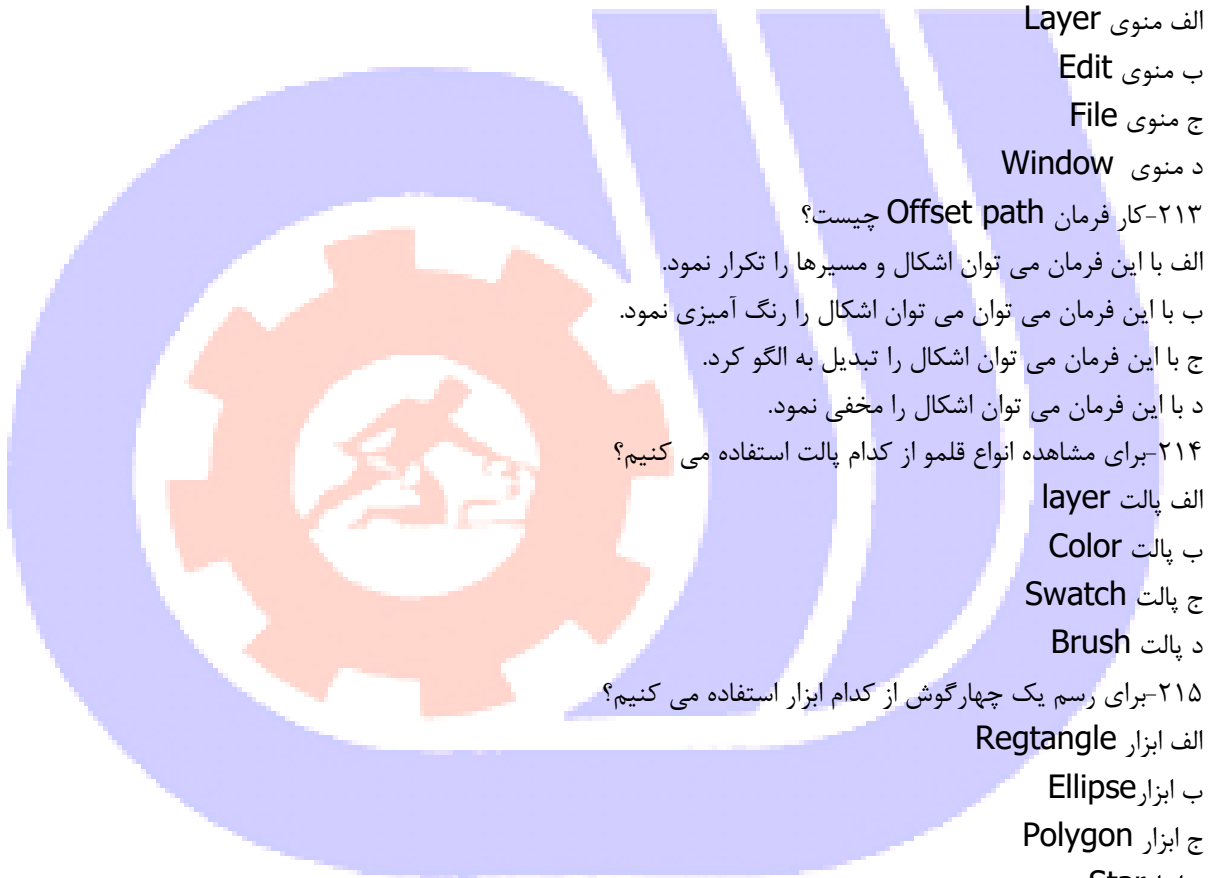 الف منوی Layer
ب منوی Edit
ج منوی File
د منوی Window
۲۱۳-کار فرمان Offset path چیست؟
الف با این فرمان می توان اشکال و مسیرها را تکرار نمود.
ب با این فرمان می توان می توان اشکال را رنگ آمیزی نمود.
ج با این فرمان می توان اشکال را تبدیل به الگو کرد.
د با این فرمان می توان اشکال را مخفی نمود.
۲۱۴-برای مشاهده انواع قلمو از کدام پالت استفاده می کنیم؟
الف پالت layer
ب پالت Color
ج پالت Swatch
د پالت Brush
۲۱۵-برای رسم یک چهارگوش از کدام ابزار استفاده می کنیم؟
الف ابزار Regtangle
ب ابزارEllipse
ج ابزار Polygon